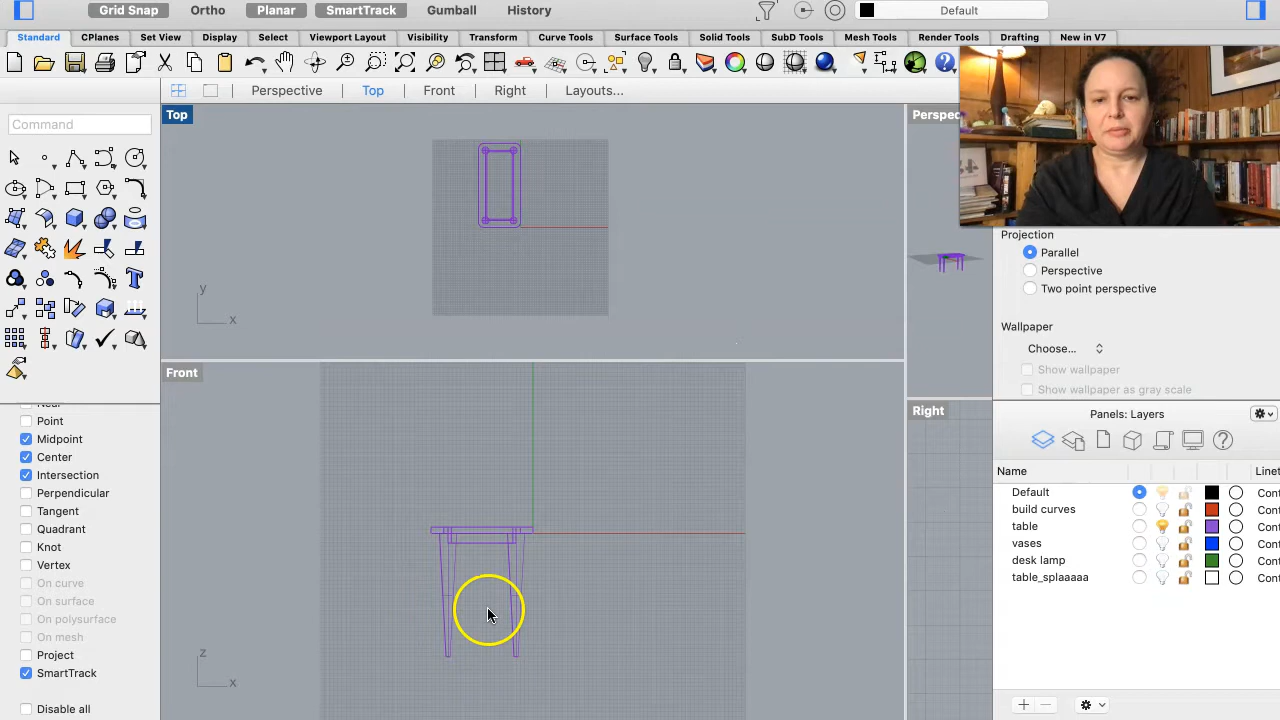 Grid Snap Ortho Planar SmartTrack Gumball History Default
Standard CPlanes Set View Display Select Viewport Layout Visibility Transform Curve Tools Surface Tools Solid Tools SubD Tools Mesh Tools Render Tools Drafting New in V7
Perspective Top Front Right Layouts...
Top
Perspec
Command
y
x
Front
z
x
Right
Point
Midpoint
Center
Intersection
Perpendicular
Tangent
Quadrant
Knot
Vertex
On curve
On surface
On polysurface
On mesh
Project
SmartTrack
Disable all
Projection
Parallel
Perspective
Two point perspective
Wallpaper
Choose...
Show wallpaper
Show wallpaper as gray scale
Panels: Layers
Name Linet
Default Cont
build curves Cont
table Cont
vases Cont
desk lamp Cont
table_splaaaaa Cont